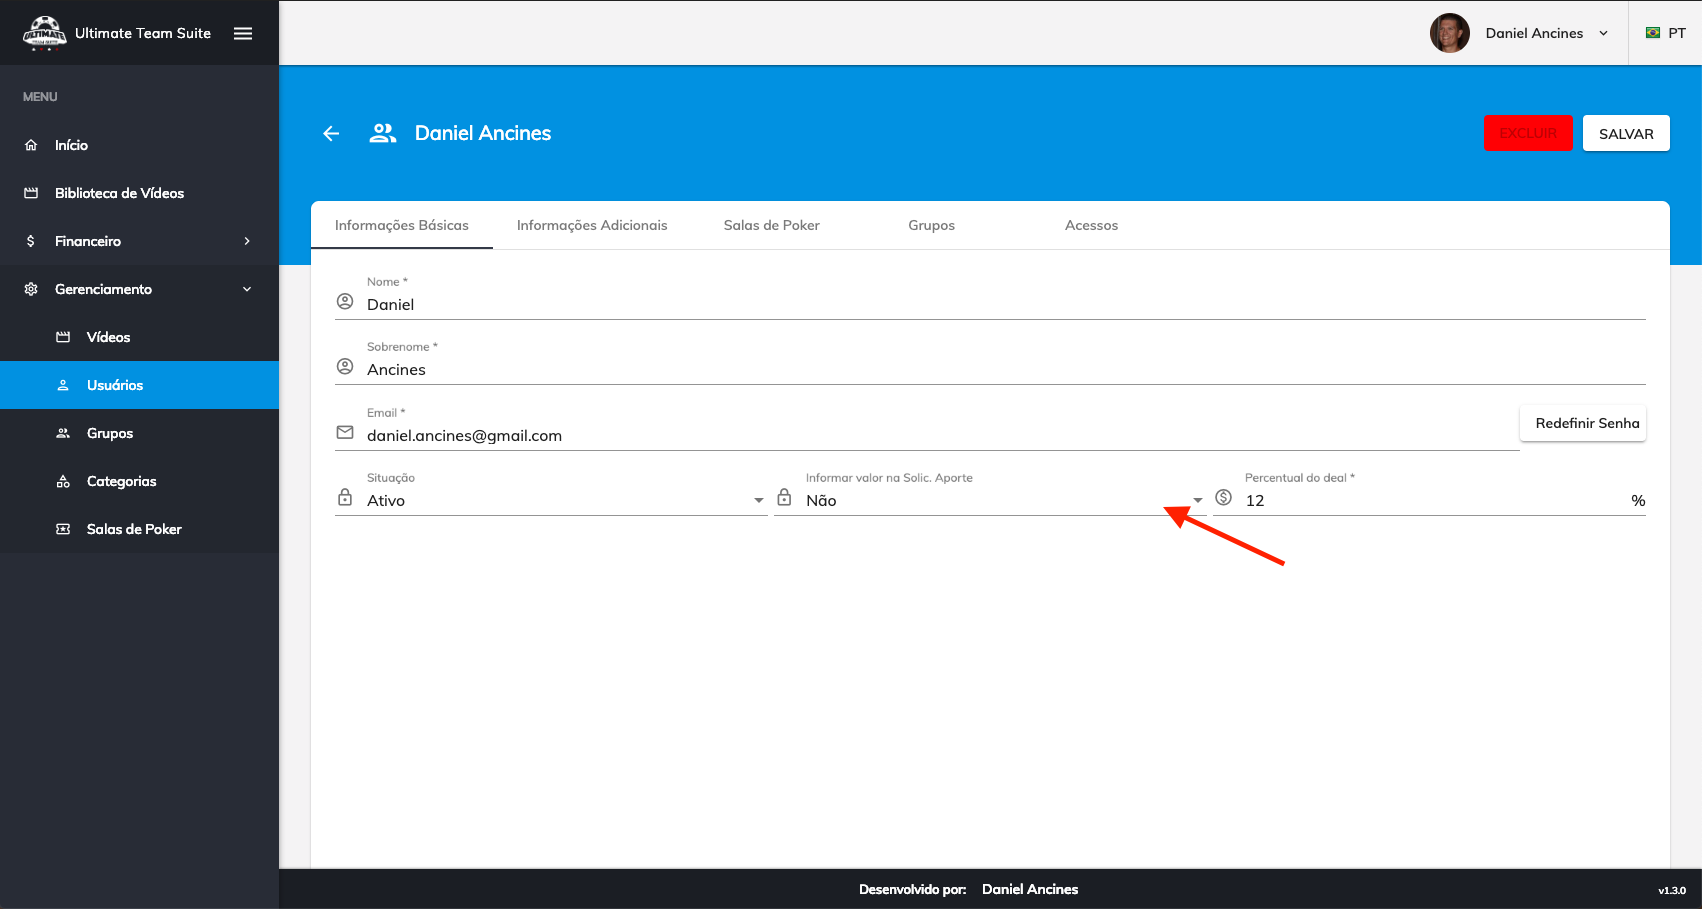 Ultimate Team Suite
Daniel Ancines
PT
MENU
Início
Biblioteca de Vídeos
Financeiro
Gerenciamento
Vídeos
Usuários
Grupos
Categorias
Salas de Poker
Daniel Ancines
EXCLUIR
SALVAR
Informações Básicas
Informações Adicionais
Salas de Poker
Grupos
Acessos
Nome *
Daniel
Sobrenome *
Ancines
Email *
daniel.ancines@gmail.com
Redefinir Senha
Situação
Ativo
Informar valor na Solic. Aporte
Não
Percentual do deal *
12 %
Desenvolvido por: Daniel Ancines
v1.3.0